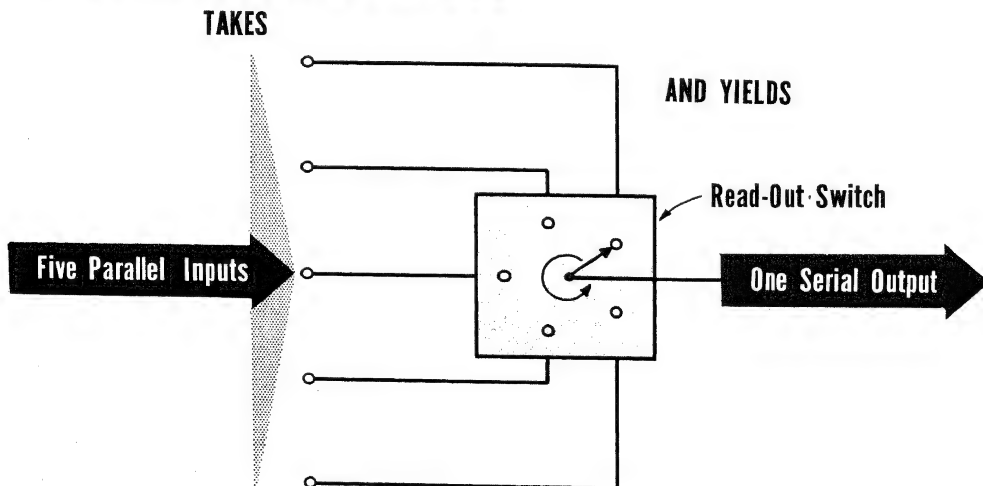 TAKES
AND YIELDS
Read-Out Switch
Five Parallel Inputs
One Serial Output